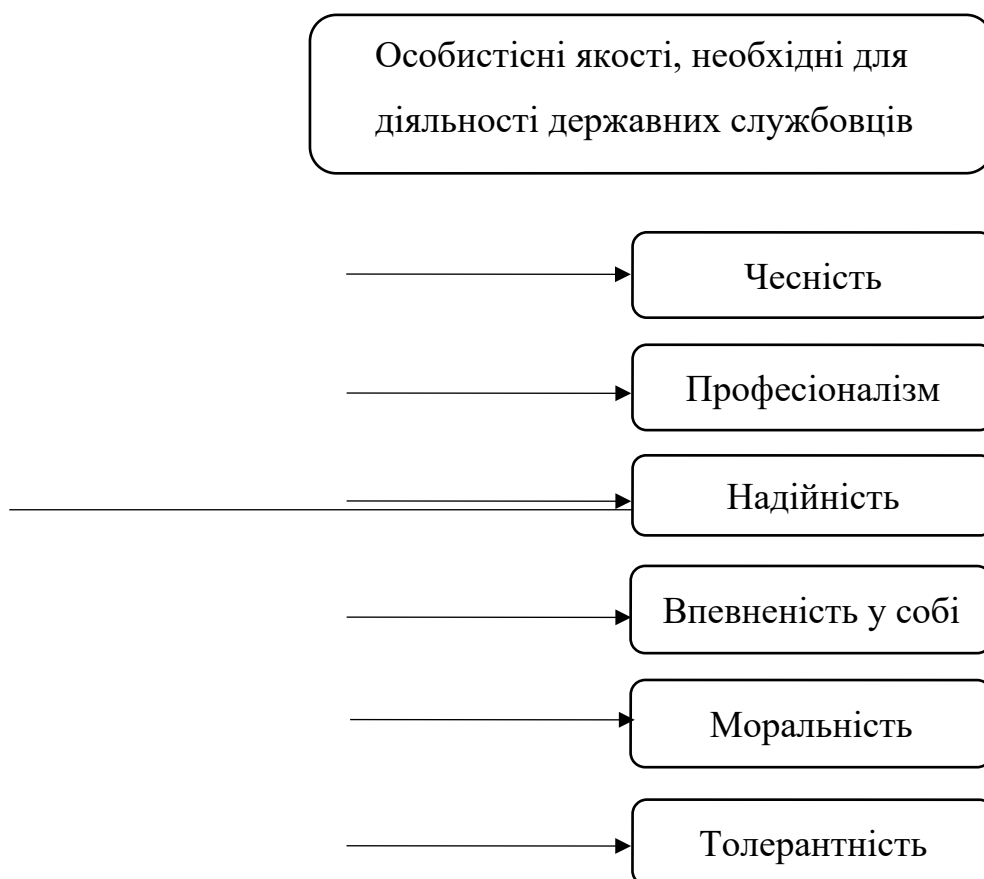 Особистісні якості, необхідні для
діяльності державних службовців
Чесність
Професіоналізм
Надійність
Впевненість у собі
Моральність
Толерантність